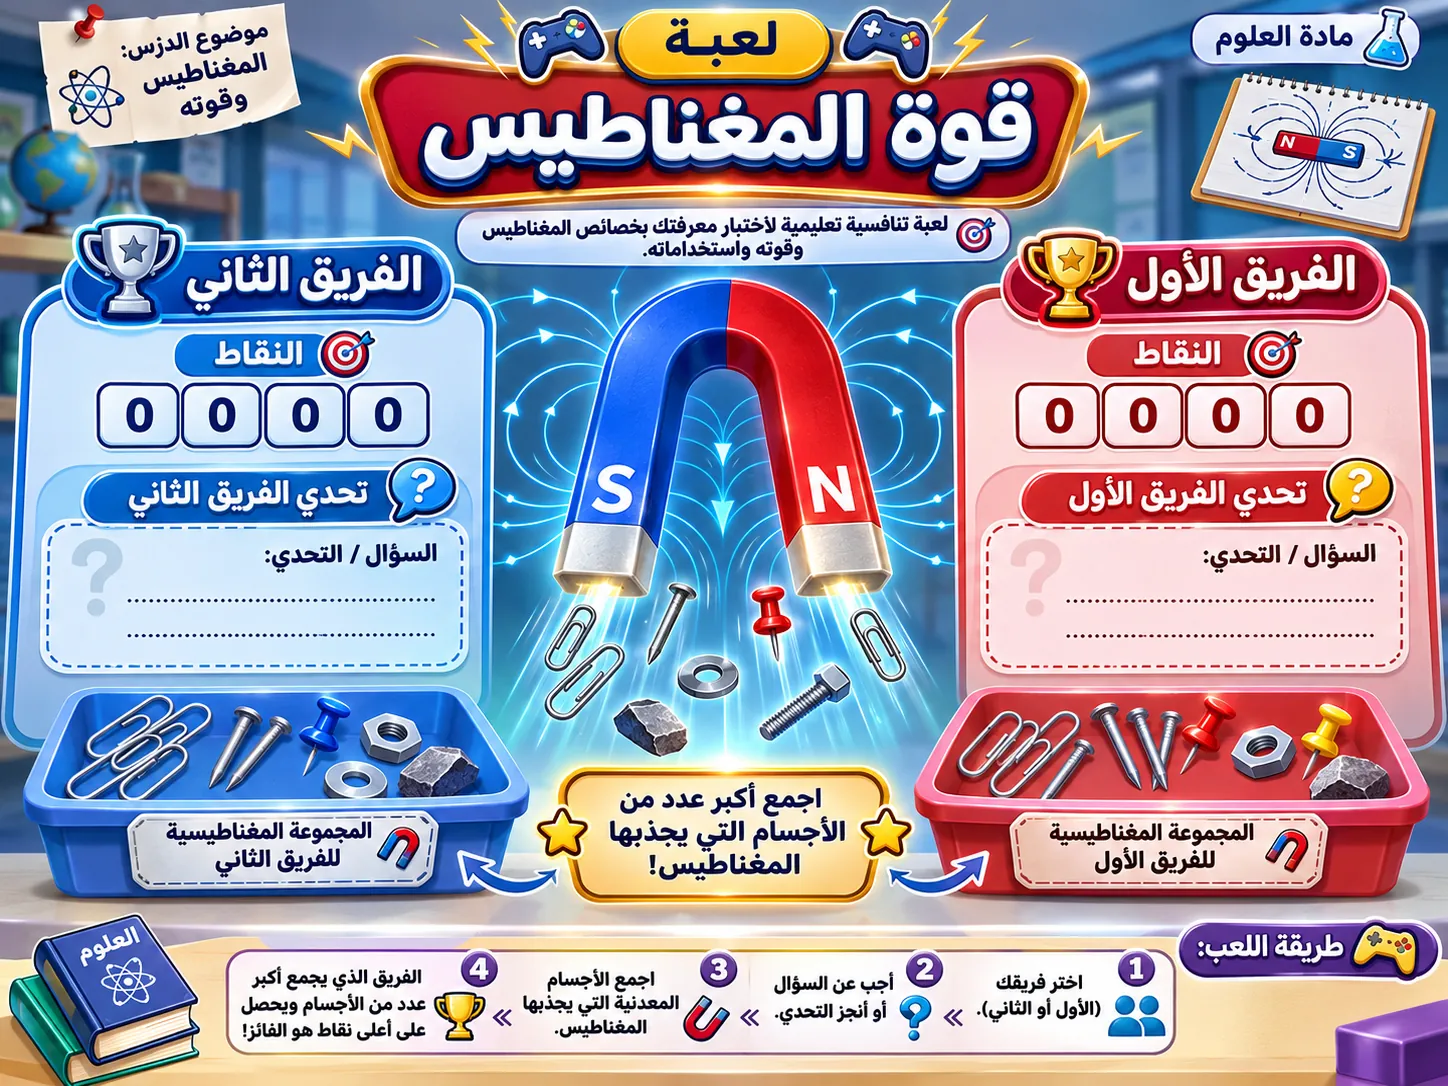 مادة العلوم
لعبة
قوة المغناطيس
موضوع الدرس:
المغناطيس
وقوته
N
S
لعبة تنافسية تعليمية لأختبار معرفتك بخصائص المغناطيس
وقوته واستخداماته.
الفريق الأول
النقاط
0 0 0 0
تحدي الفريق الأول
?
السؤال / التحدي:
?
المجموعة المغناطيسية
للفريق الأول
S
N
اجمع أكبر عدد من
الأجسام التي يجذبها
المغناطيس!
الفريق الثاني
النقاط
0 0 0 0
تحدي الفريق الثاني
?
السؤال / التحدي:
?
المجموعة المغناطيسية
للفريق الثاني
طريقة اللعب:
1
اختر فريقك
(الأول أو الثاني).
2
أجب عن السؤال
أو أنجز التحدي.
?
3
اجمع الأجسام
المعدنية التي يجذبها
المغناطيس.
4
الفريق الذي يجمع أكبر
عدد من الأجسام ويحصل
على أعلى نقاط هو الفائز!
العلوم